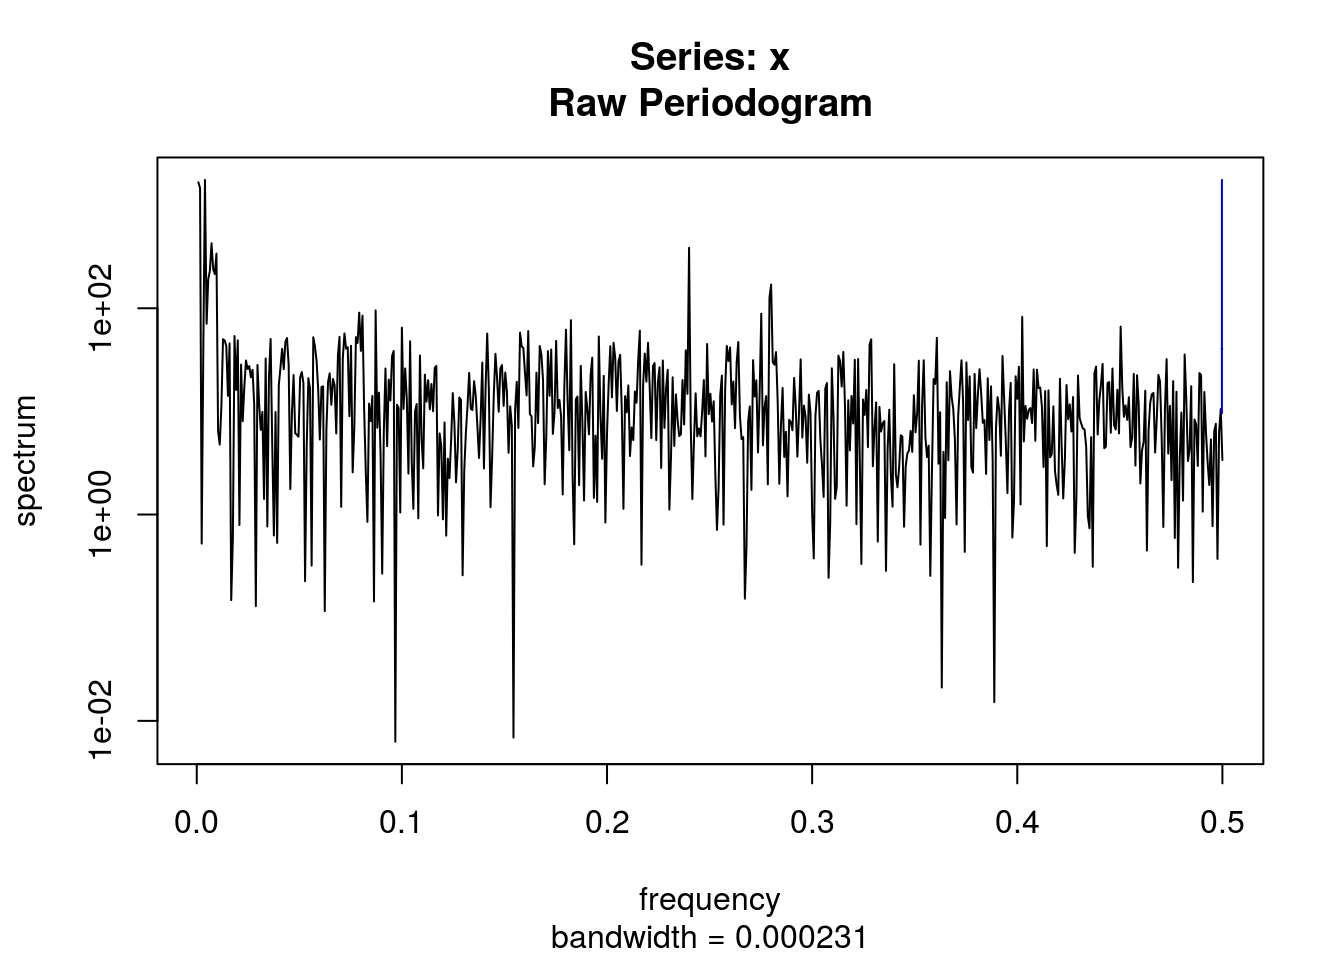 Series: x
Raw Periodogram
spectrum
1e+02
1e+00
1e-02
0.0 0.1 0.2 0.3 0.4 0.5
frequency
bandwidth = 0.000231